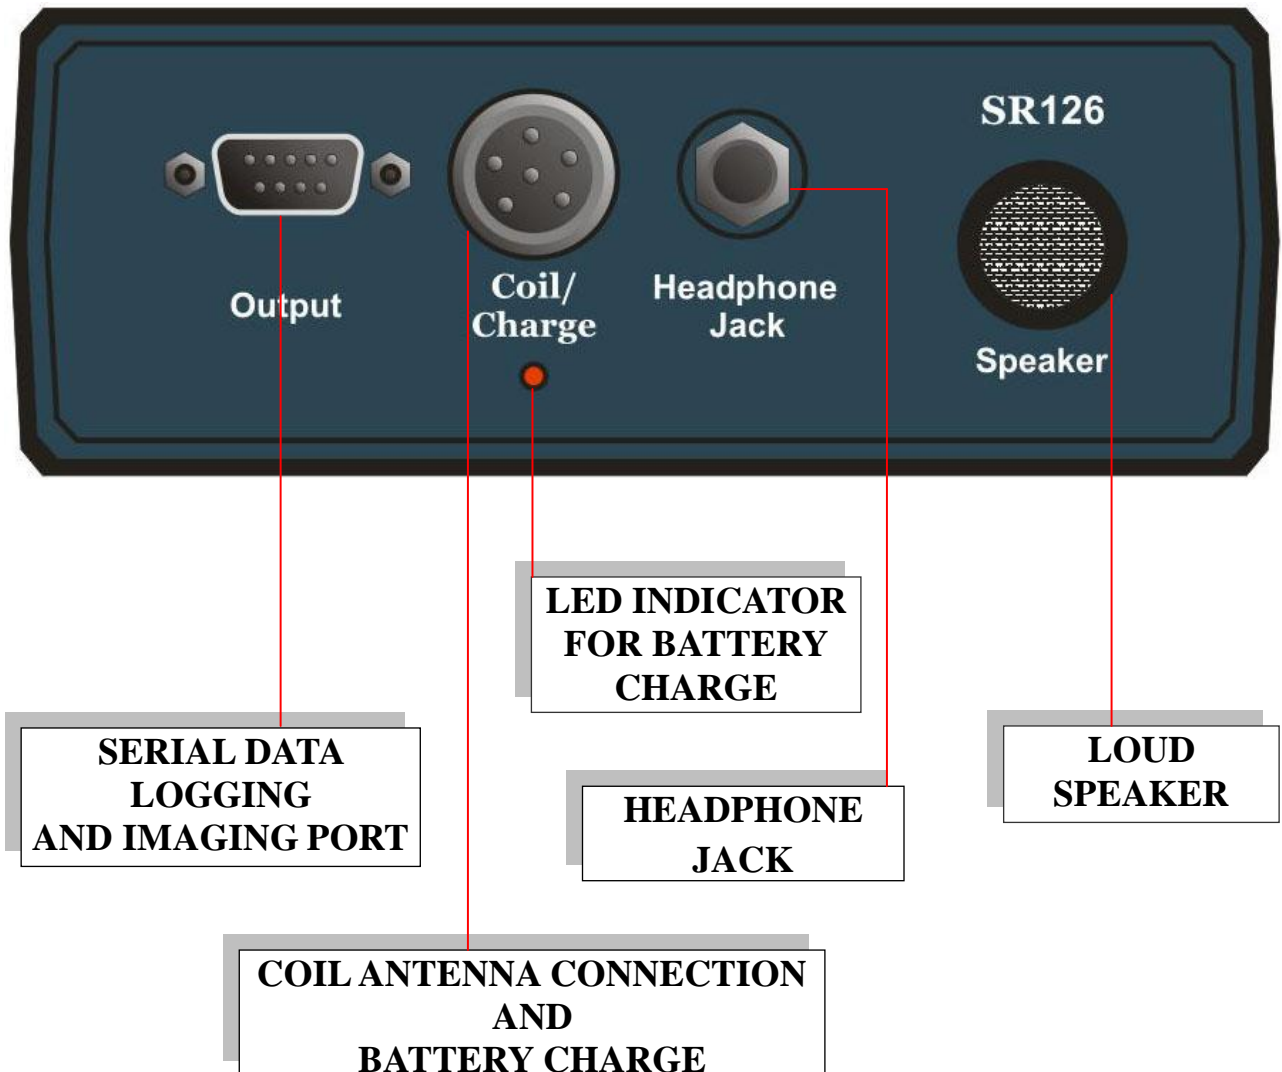 SR126
Output
Coil/
Charge
Headphone
Jack
Speaker
LED INDICATOR
FOR BATTERY
CHARGE
SERIAL DATA
LOGGING
AND IMAGING PORT
HEADPHONE
JACK
LOUD
SPEAKER
COIL ANTENNA CONNECTION
AND
BATTERY CHARGE